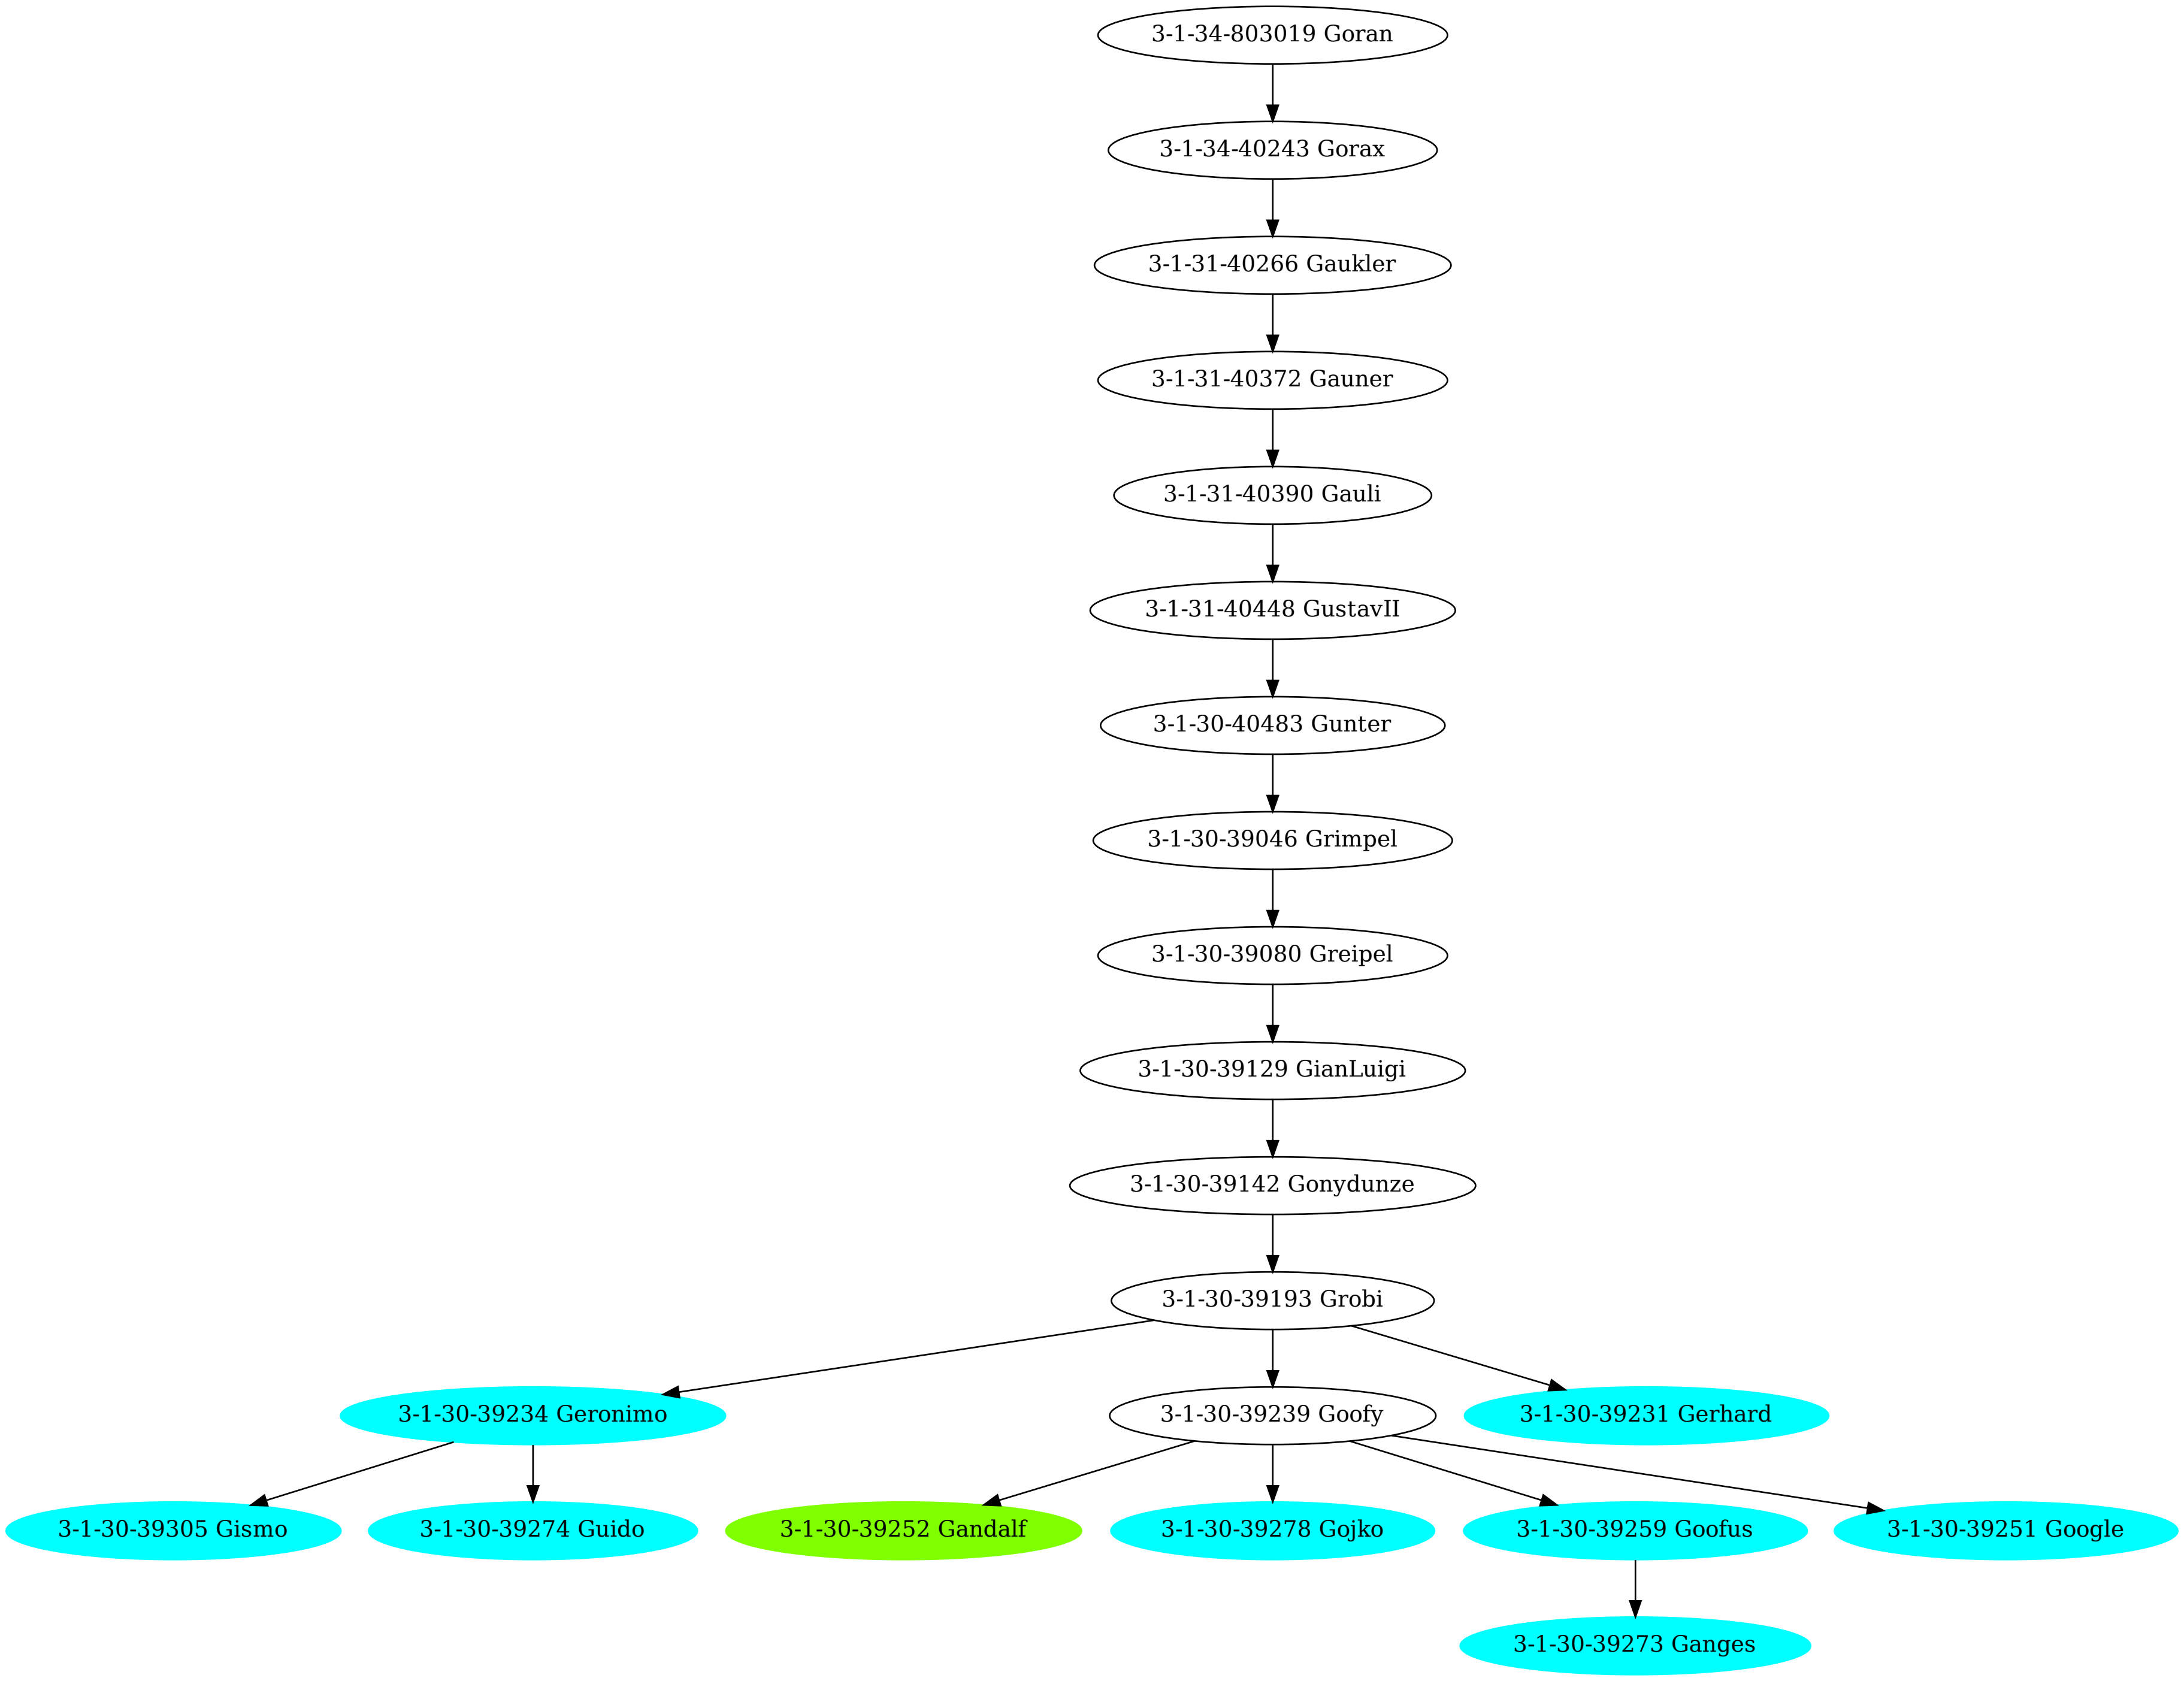 3-1-34-803019 Goran
3-1-34-40243 Gorax
3-1-31-40266 Gaukler
3-1-31-40372 Gauner
3-1-31-40390 Gauli
3-1-31-40448 GustavII
3-1-30-40483 Gunter
3-1-30-39046 Grimpel
3-1-30-39080 Greipel
3-1-30-39129 GianLuigi
3-1-30-39142 Gonydunze
3-1-30-39193 Grobi
3-1-30-39234 Geronimo
3-1-30-39239 Goofy
3-1-30-39231 Gerhard
3-1-30-39305 Gismo
3-1-30-39274 Guido
3-1-30-39252 Gandalf
3-1-30-39278 Gojko
3-1-30-39259 Goofus
3-1-30-39251 Google
3-1-30-39273 Ganges